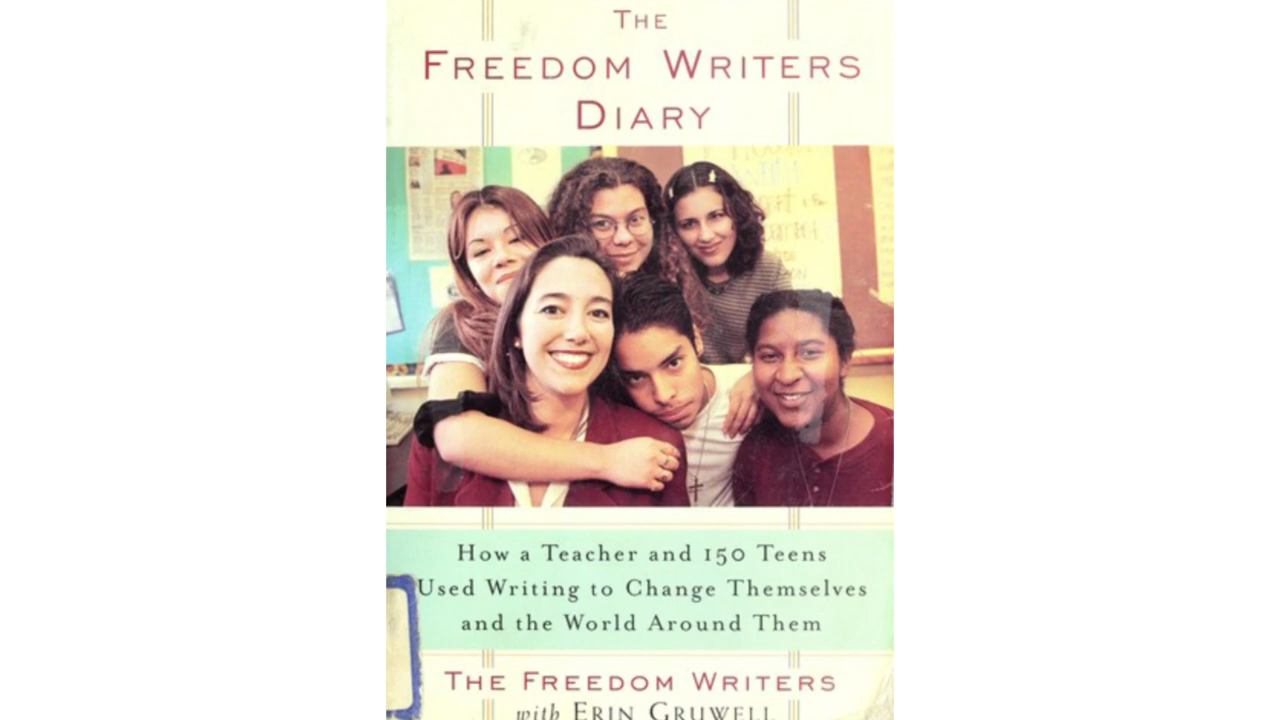 THE
FREEDOM WRITERS
DIARY
How a Teacher and 150 Teens
Used Writing to Change Themselves
and the World Around Them
THE FREEDOM WRITERS
with ERIN GRUWELL